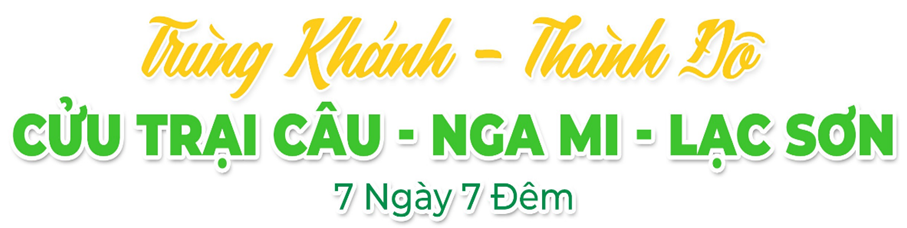 Trùng Khánh - Thành Đô
CỬU TRẠI CÂU - NGA MI - LẠC SƠN
7 Ngày 7 Đêm